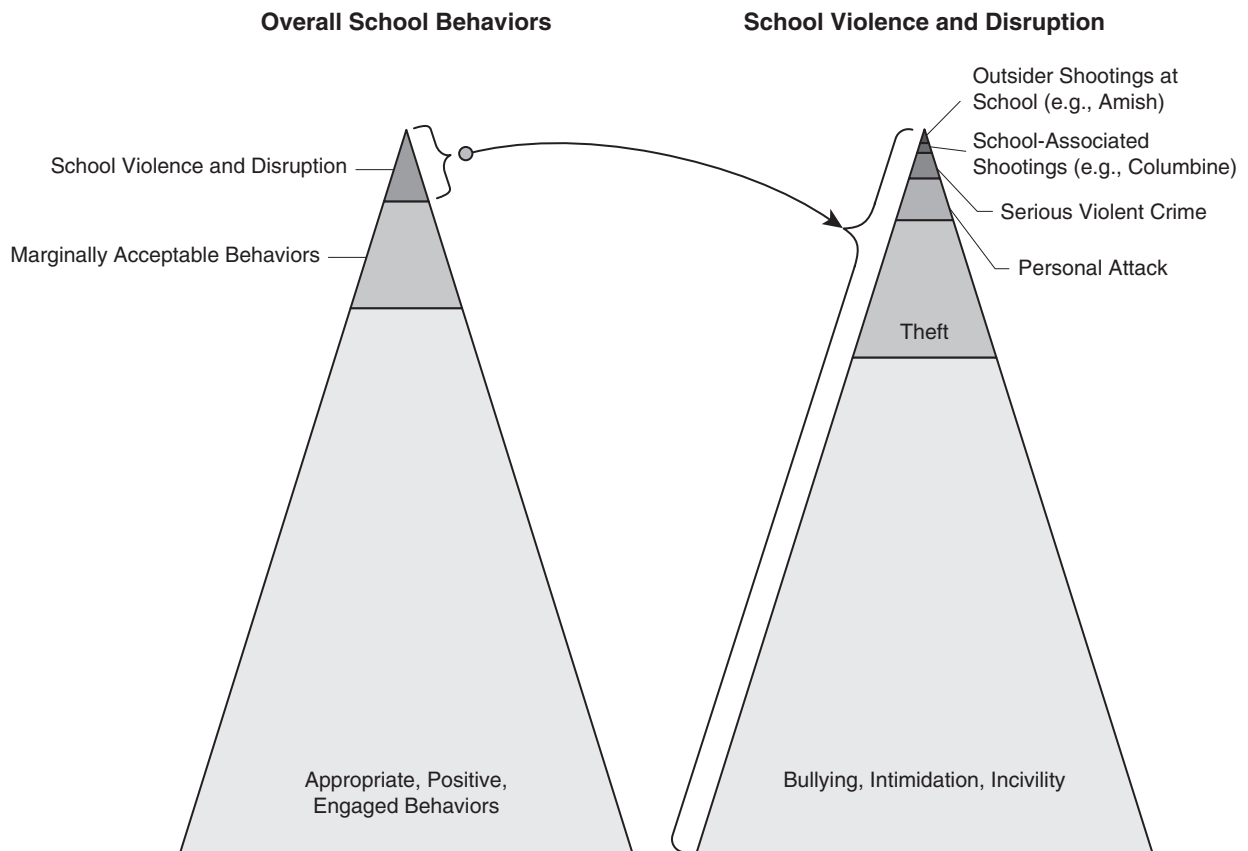 Overall School Behaviors
School Violence and Disruption
Marginally Acceptable Behaviors
Appropriate, Positive,
Engaged Behaviors
School Violence and Disruption
Outsider Shootings at
School (e.g., Amish)
School-Associated
Shootings (e.g., Columbine)
Serious Violent Crime
Personal Attack
Theft
Bullying, Intimidation, Incivility